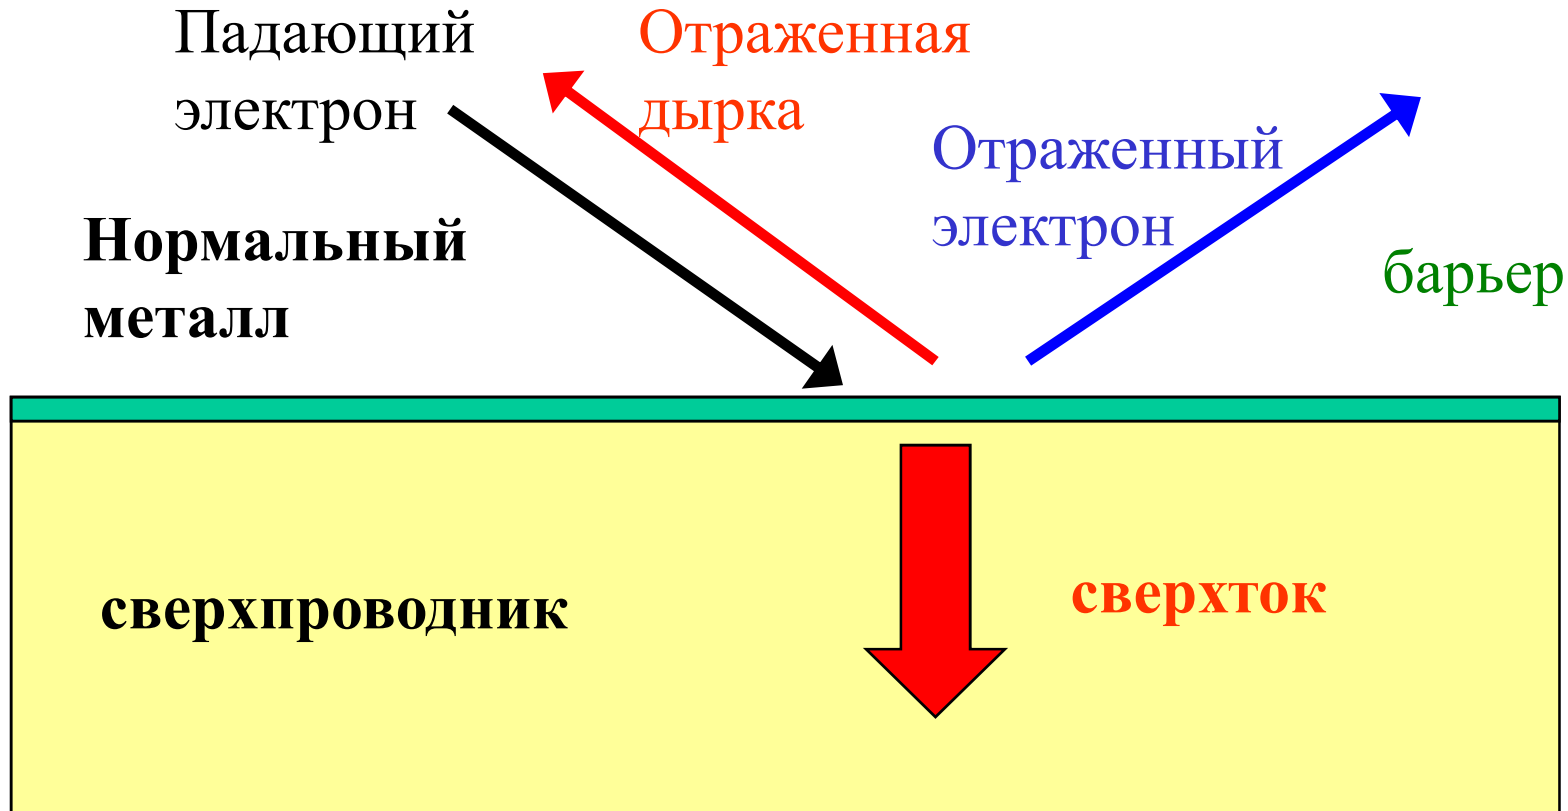 Падающий
электрон
Отраженная
дырка
Отраженный
электрон
Нормальный
металл
барьер
сверхпроводник
сверхток